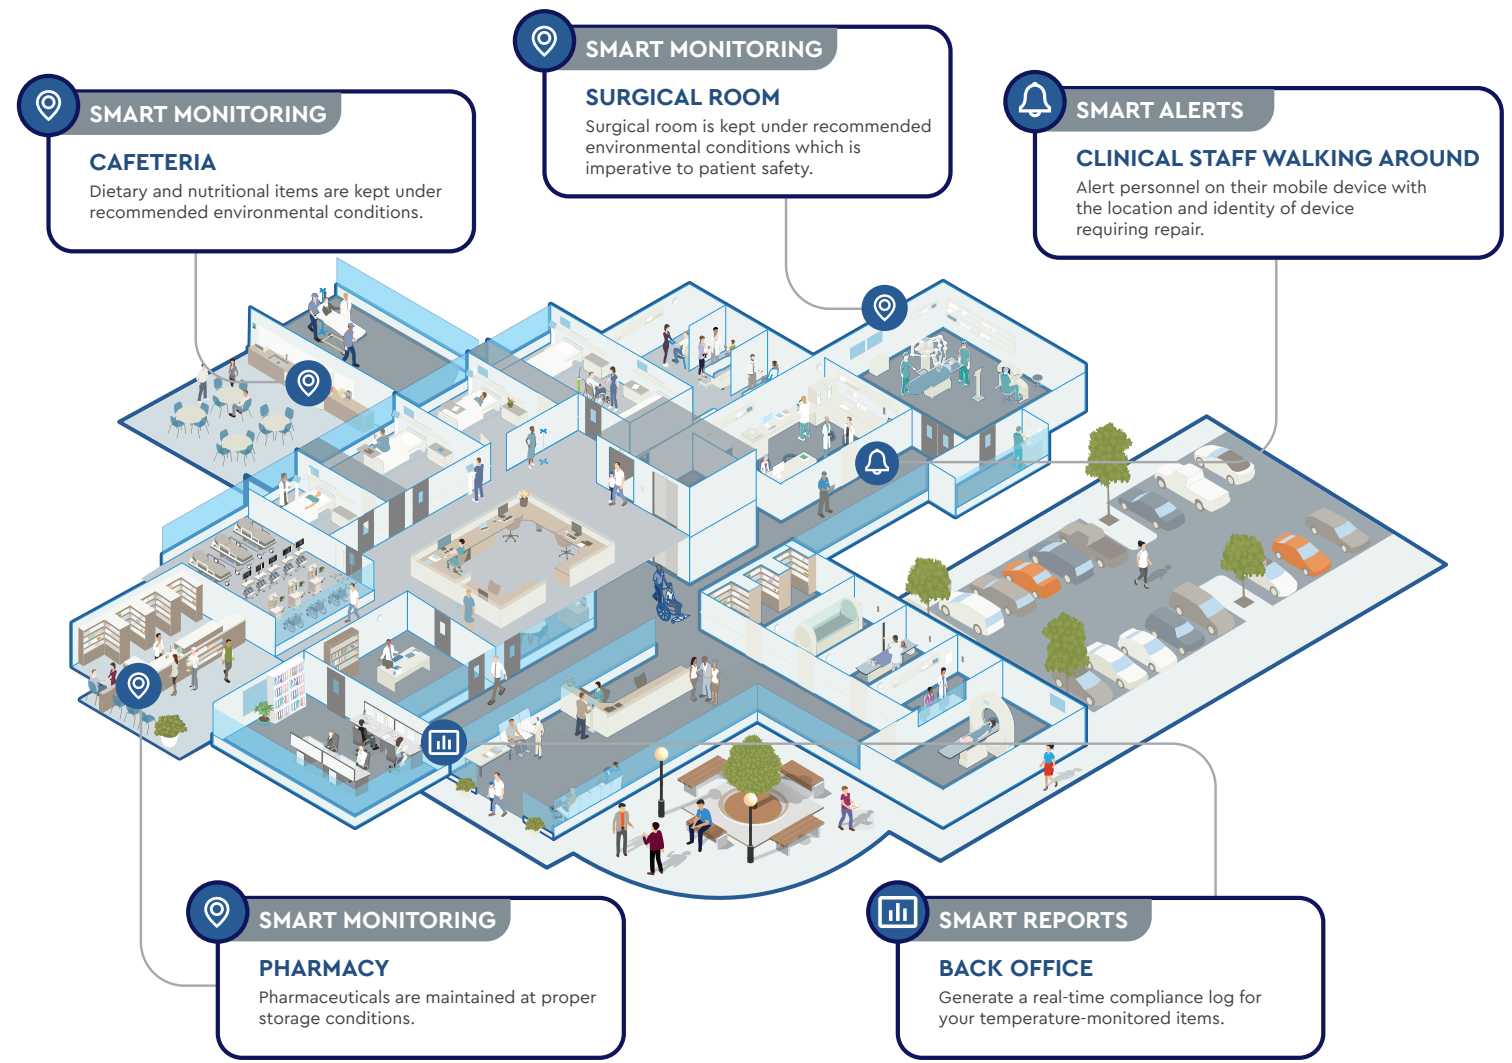 SMART MONITORING
SURGICAL ROOM
Surgical room is kept under recommended
environmental conditions which is
imperative to patient safety.
SMART MONITORING
CAFETERIA
Dietary and nutritional items are kept under
recommended environmental conditions.
SMART ALERTS
CLINICAL STAFF WALKING AROUND
Alert personnel on their mobile device with
the location and identity of device
requiring repair.
SMART MONITORING
PHARMACY
Pharmaceuticals are maintained at proper
storage conditions.
SMART REPORTS
BACK OFFICE
Generate a real-time compliance log for
your temperature-monitored items.